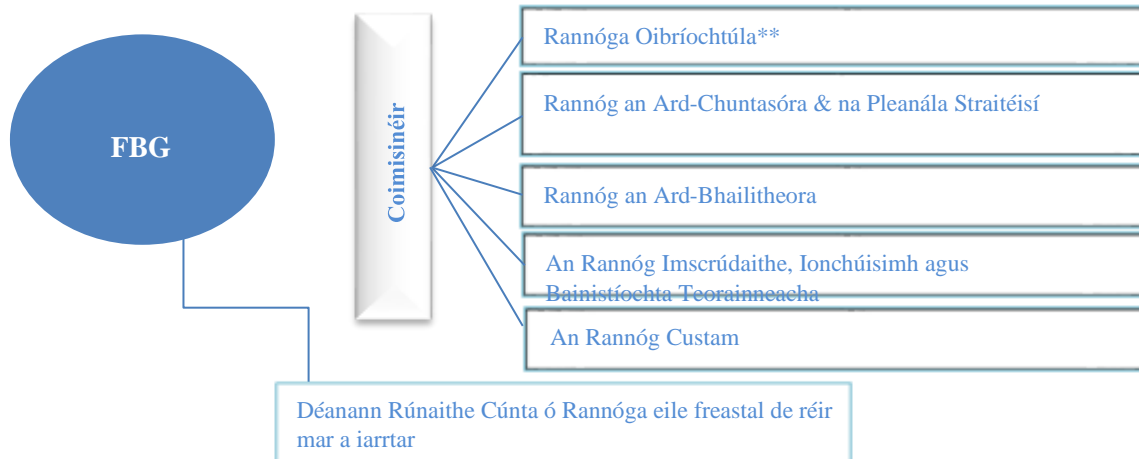 FBG
Coimisinéir
Rannóga Oibríochtúla**
Rannóg an Ard-Chuntasóra & na Pleanála Straitéisí
Rannóg an Ard-Bhailitheora
An Rannóg Imscrúdaithe, Ionchúisimh agus
Bainistíochta Teorainneacha
An Rannóg Custam
Déanann Rúnaithe Cúnta ó Rannóga eile freastal de réir
mar a iarrtar